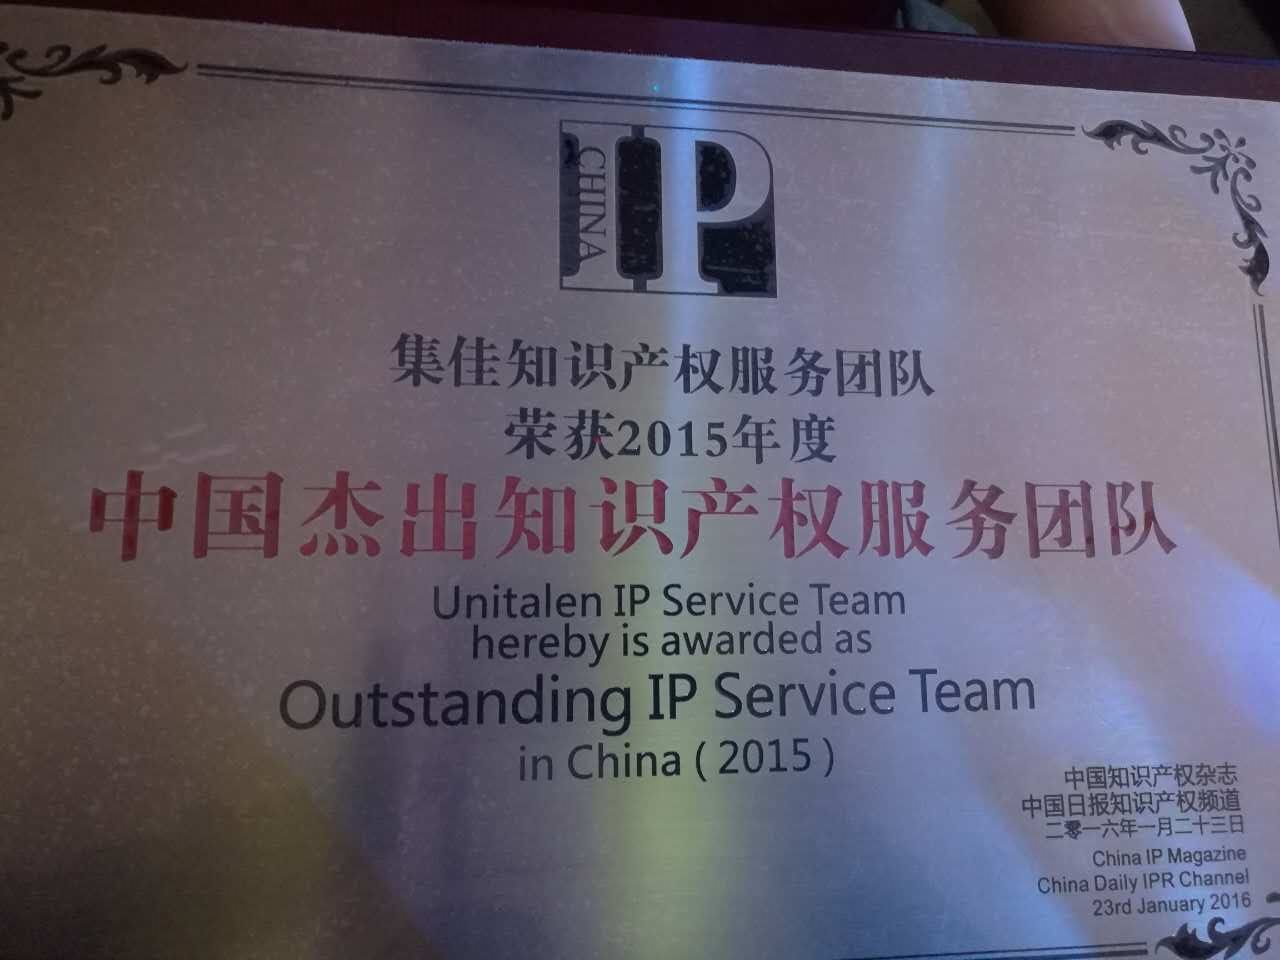 CHINA IP
集佳知识产权服务团队
荣获2015年度
中国杰出知识产权服务团队
Unitalen IP Service Team
hereby is awarded as
Outstanding IP Service Team
in China ( 2015 )
中国知识产权杂志
中国日报知识产权频道
二零一六年一月二十三日
China IP Magazine
China Daily IPR Channel
23rd January 2016